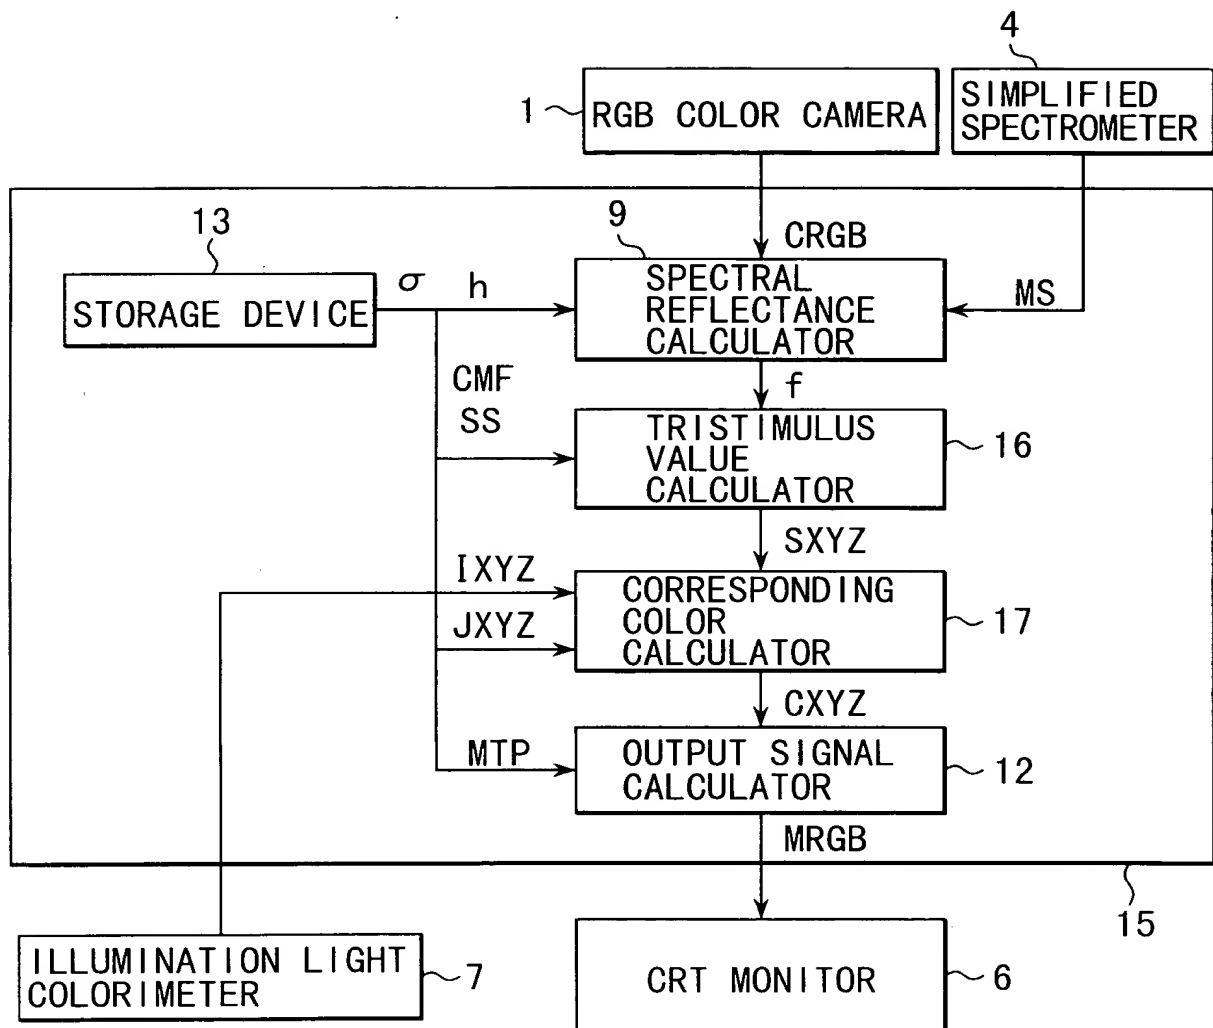 4
1
RGB COLOR CAMERA
SIMPLIFIED
SPECTROMETER
13
9
CRGB
STORAGE DEVICE
σ
h
SPECTRAL
REFLECTANCE
CALCULATOR
MS
CMF
SS
f
TRISTIMULUS
VALUE
CALCULATOR
16
SXYZ
IXYZ
JXYZ
CORRESPONDING
COLOR
CALCULATOR
17
CXYZ
MTP
OUTPUT SIGNAL
CALCULATOR
12
MRGB
15
ILLUMINATION LIGHT
COLORIMETER
7
CRT MONITOR
6